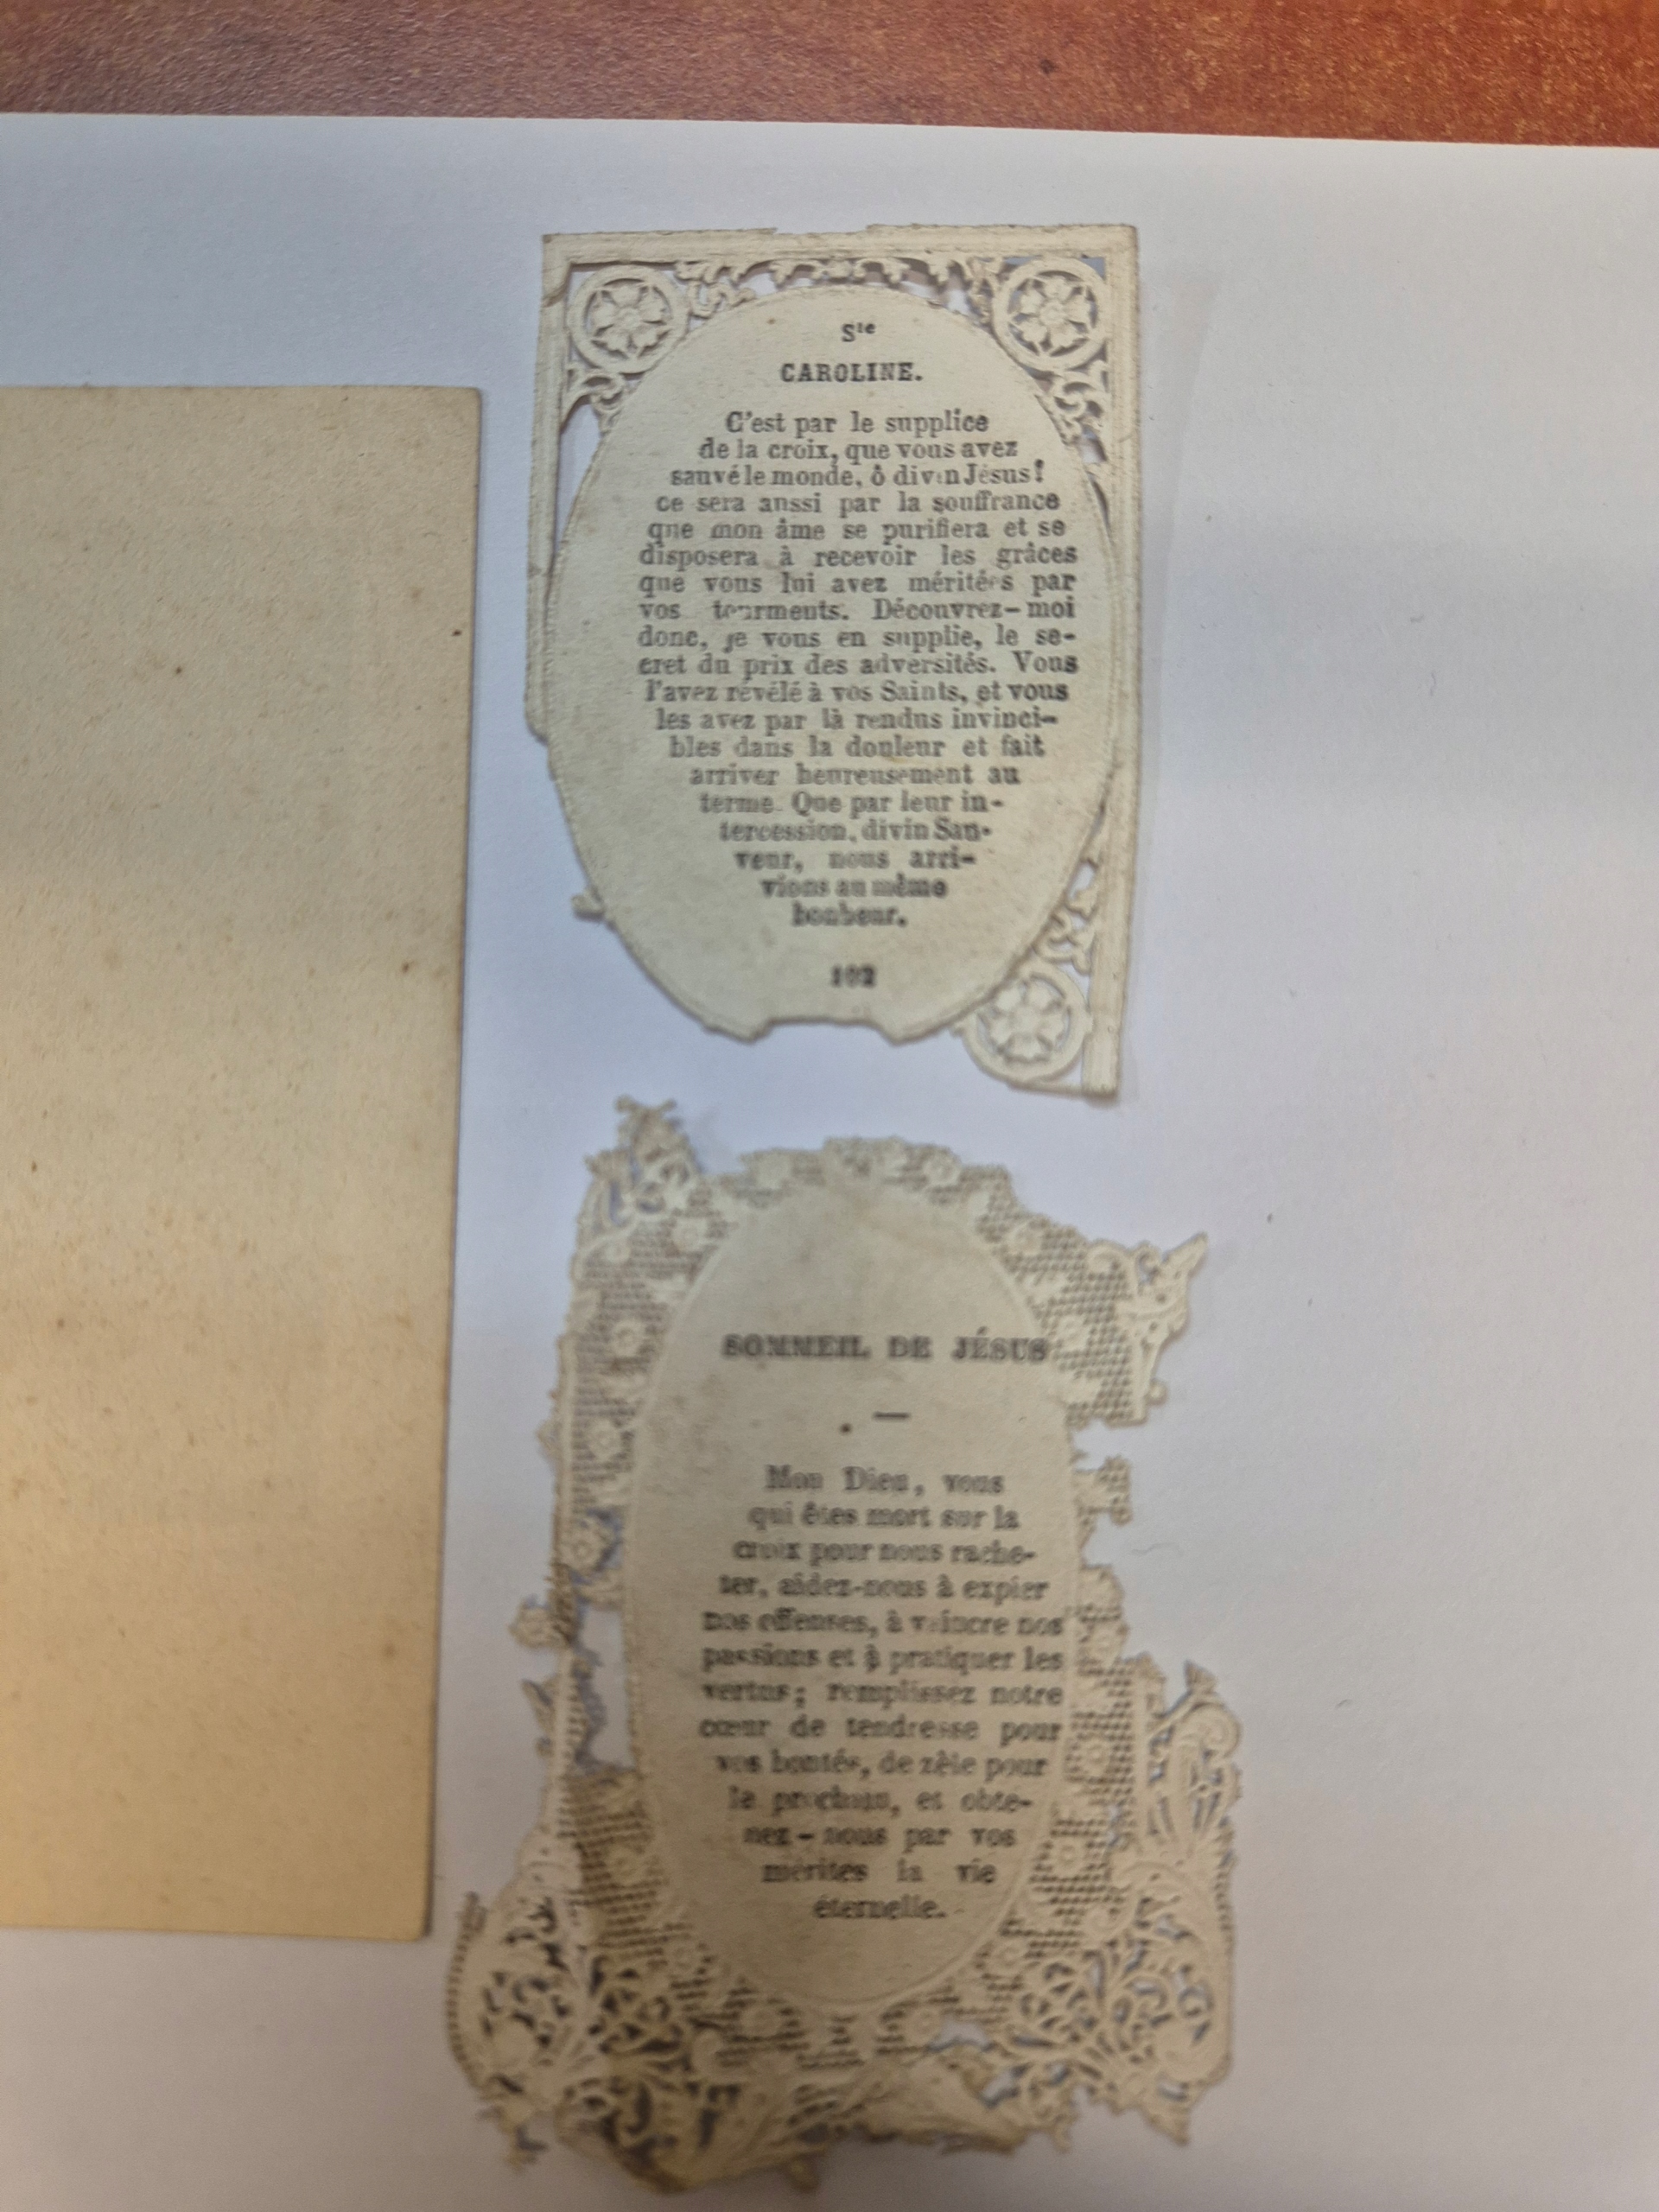 Ste
CAROLINE.
C'est par le supplice
de la croix, que vous avez
sauvé le monde, ô divin Jésus!
ce sera aussi par la souffrance
que mon âme se purifiera et se
disposera à recevoir les grâces
que vous lui avez méritées par
vos tourments. Découvrez-moi
donc, je vous en supplie, le se-
cret du prix des adversités. Vous
l'avez révélé à vos Saints, et vous
les avez par là rendus invinci-
bles dans la douleur et fait
arriver heureusement au
terme. Que par leur in-
tercession, divin Sau-
veur, nous arri-
vions au même
bonheur.
102
SOMMEIL DE JÉSUS
Mon Dieu, vous
qui êtes mort sur la
croix pour nous rache-
ter, aidez-nous à expier
nos offenses, à vaincre nos
passions et à pratiquer les
vertus; remplissez notre
cœur de tendresse pour
vos bontés, de zèle pour
le prochain, et obte-
nez-nous par vos
mérites la vie
éternelle.